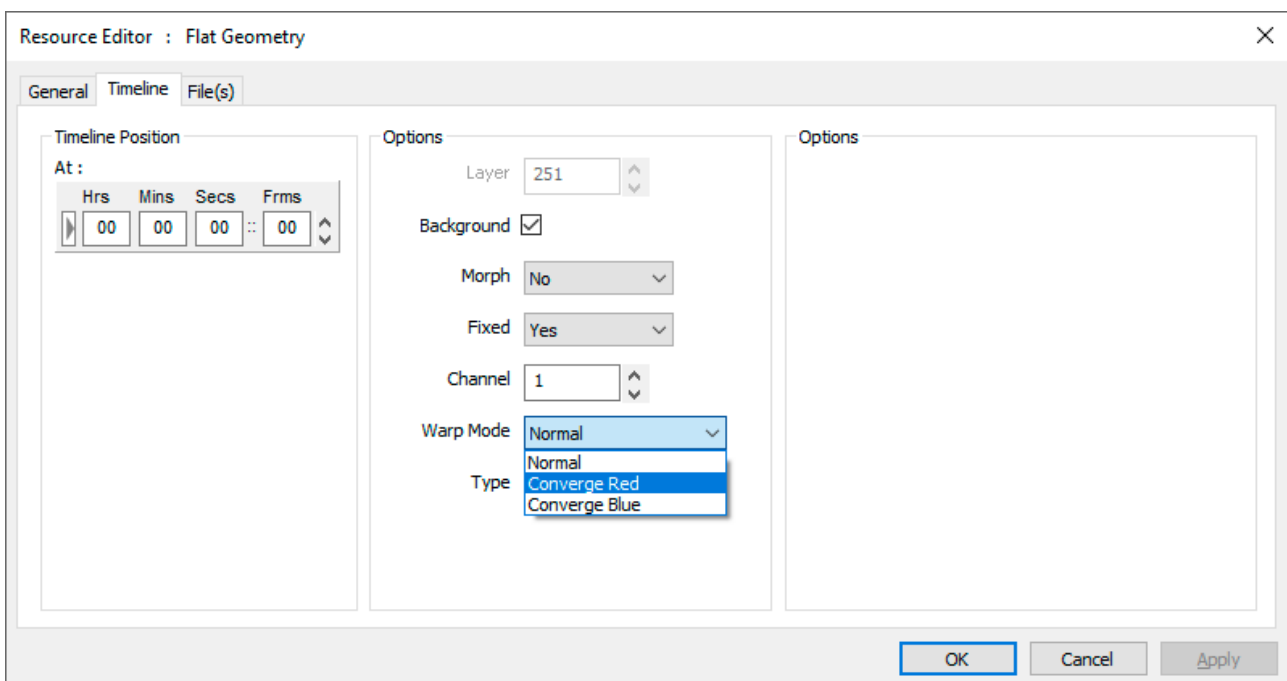 Resource Editor : Flat Geometry
General Timeline File(s)
Timeline Position
At :
Hrs Mins Secs Frms
00 00 00 :: 00
Options
Layer 251
Background
Morph No
Fixed Yes
Channel 1
Warp Mode Normal
Normal
Type Converge Red
Converge Blue
Options
OK Cancel Apply